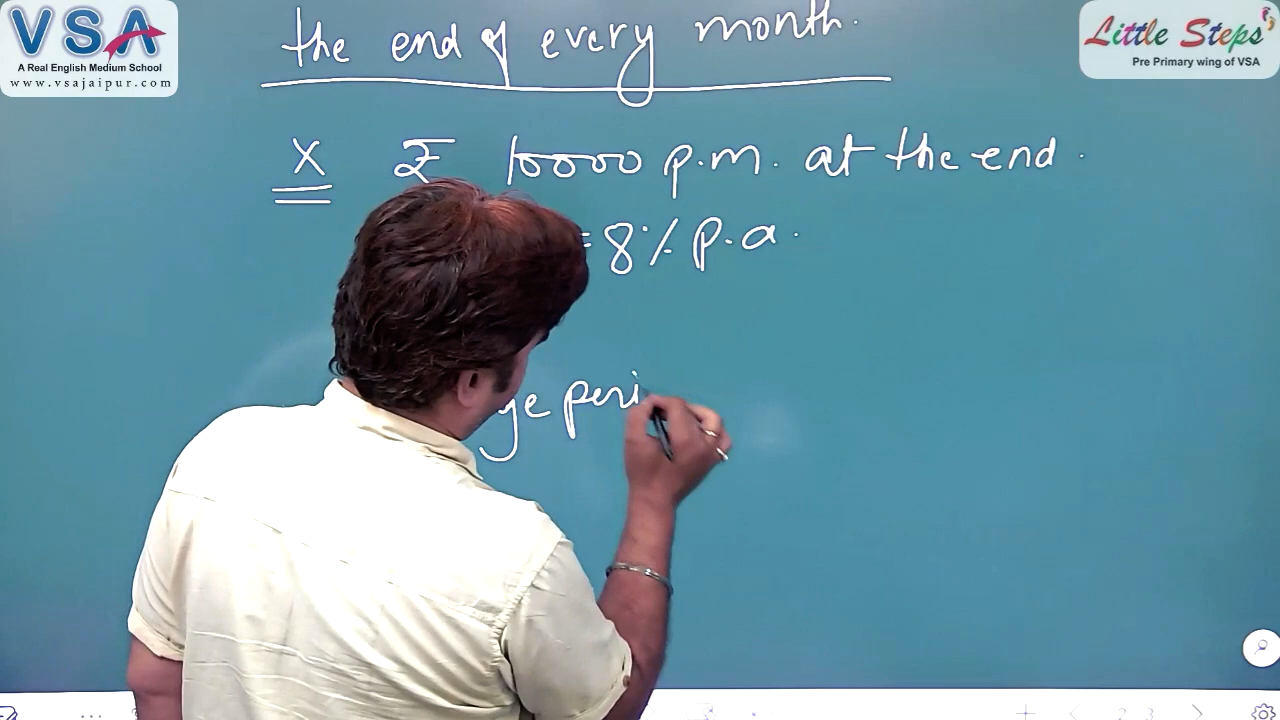 VSA
A Real English Medium School
www.vsajaipur.com
Little Steps
Pre Primary wing of VSA
the end of every month.
X ₹ 10000 p.m. at the end.
= 8% p.a.
ge peri